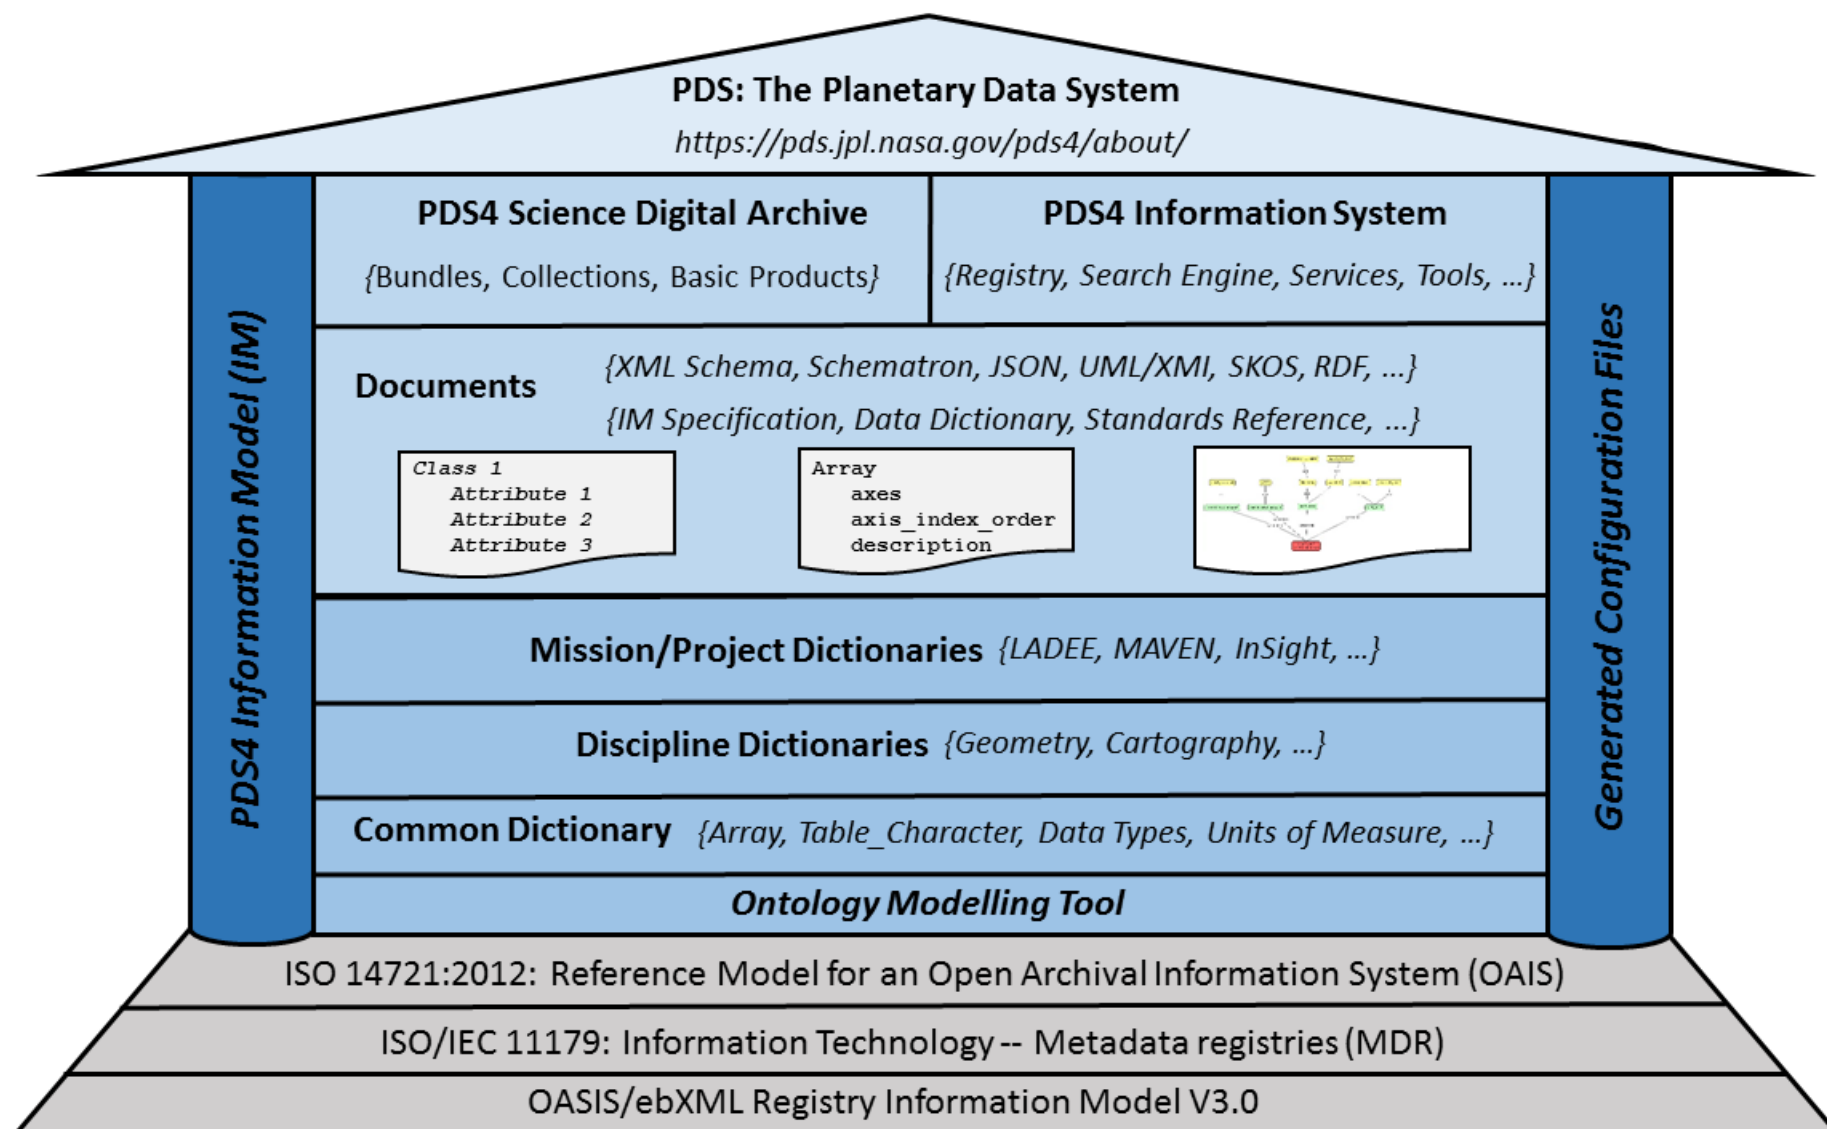 PDS: The Planetary Data System
https://pds.jpl.nasa.gov/pds4/about/
PDS4 Science Digital Archive
{Bundles, Collections, Basic Products}
PDS4 Information System
{Registry, Search Engine, Services, Tools, ...}
PDS4 Information Model (IM)
Generated Configuration Files
Documents
{XML Schema, Schematron, JSON, UML/XMI, SKOS, RDF, ...}
{IM Specification, Data Dictionary, Standards Reference, ...}
Class 1
Attribute 1
Attribute 2
Attribute 3
Array
axes
axis_index_order
description
Mission/Project Dictionaries {LADEE, MAVEN, InSight, ...}
Discipline Dictionaries {Geometry, Cartography, ...}
Common Dictionary {Array, Table_Character, Data Types, Units of Measure, ...}
Ontology Modelling Tool
ISO 14721:2012: Reference Model for an Open Archival Information System (OAIS)
ISO/IEC 11179: Information Technology -- Metadata registries (MDR)
OASIS/ebXML Registry Information Model V3.0